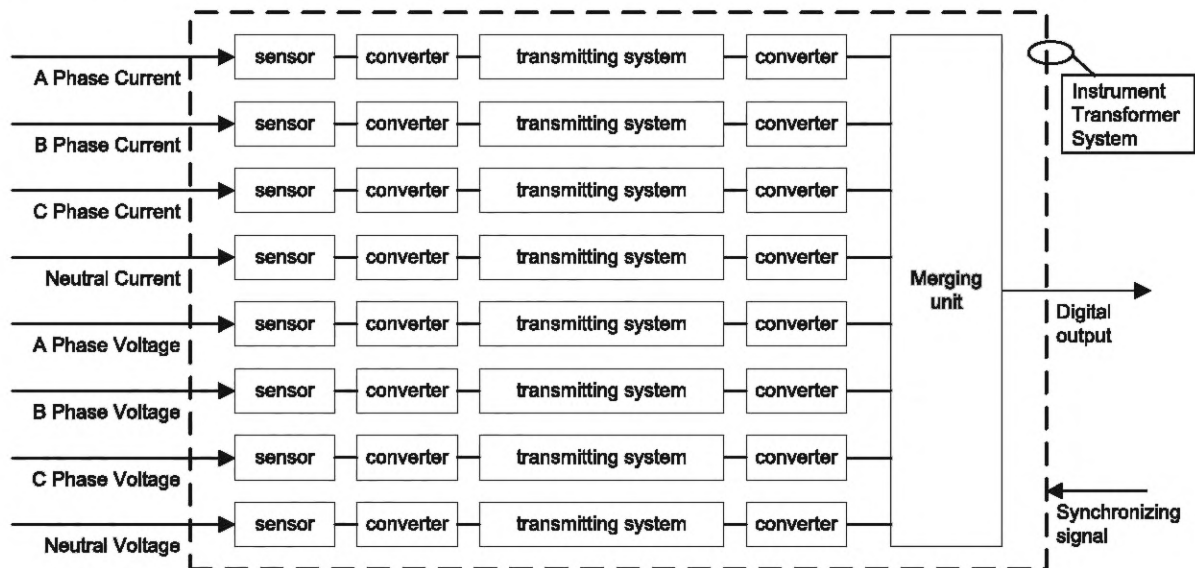 sensor converter transmitting system converter
A Phase Current
Instrument
Transformer
System
sensor converter transmitting system converter
B Phase Current
sensor converter transmitting system converter
C Phase Current
sensor converter transmitting system converter
Neutral Current
Merging
unit
sensor converter transmitting system converter
A Phase Voltage
Digital
output
sensor converter transmitting system converter
B Phase Voltage
sensor converter transmitting system converter
C Phase Voltage
sensor converter transmitting system converter
Neutral Voltage
Synchronizing
signal